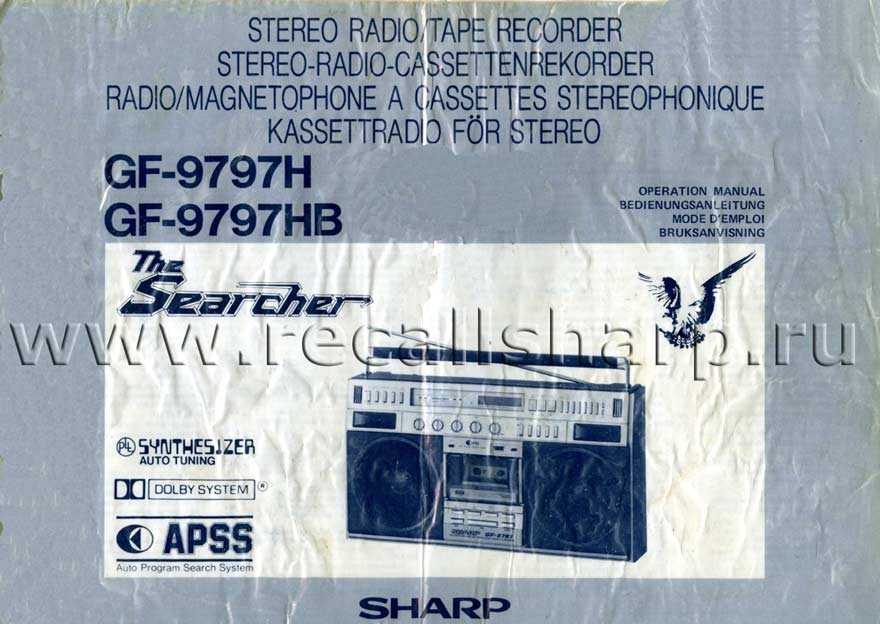 STEREO RADIO/TAPE RECORDER
STEREO-RADIO-CASSETTENREKORDER
RADIO/MAGNETOPHONE A CASSETTES STEREOPHONIQUE
KASSETTRADIO FÖR STEREO
GF-9797H
GF-9797HB
OPERATION MANUAL
BEDIENUNGSANLEITUNG
MODE D'EMPLOI
BRUKSANVISNING
The
Searcher
www.recallsharp.ru
PLL SYNTHESIZER
AUTO TUNING
DOLBY SYSTEM ®
APSS
Auto Program Search System
GF-9797
SHARP